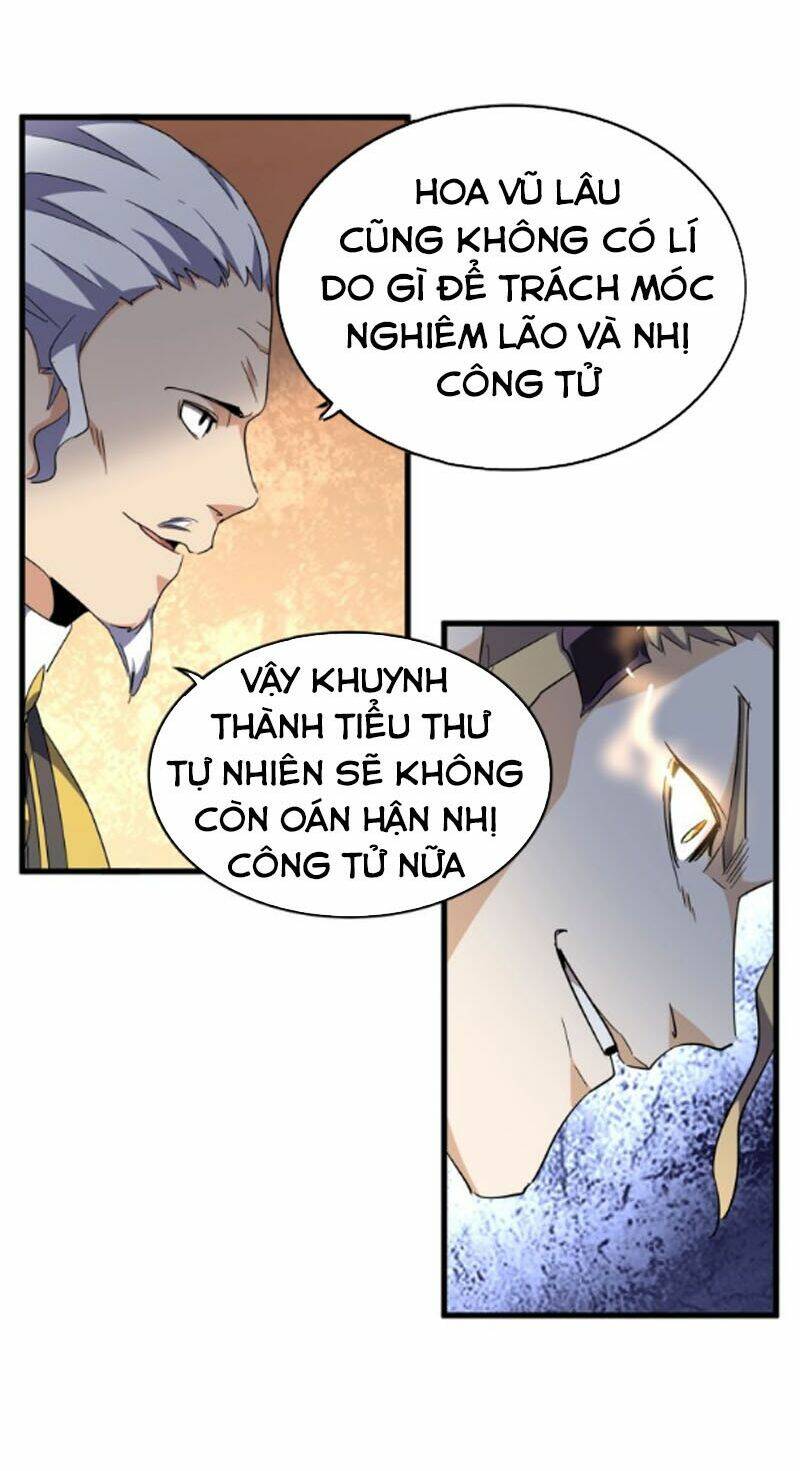 HOA VŨ LÂU
CŨNG KHÔNG CÓ LÍ
DO GÌ ĐỂ TRÁCH MÓC
NGHIÊM LÃO VÀ NHỊ
CÔNG TỬ
VẬY KHUYNH
THÀNH TIỂU THƯ
TỰ NHIÊN SẼ KHÔNG
CÒN OÁN HẬN NHỊ
CÔNG TỬ NỮA